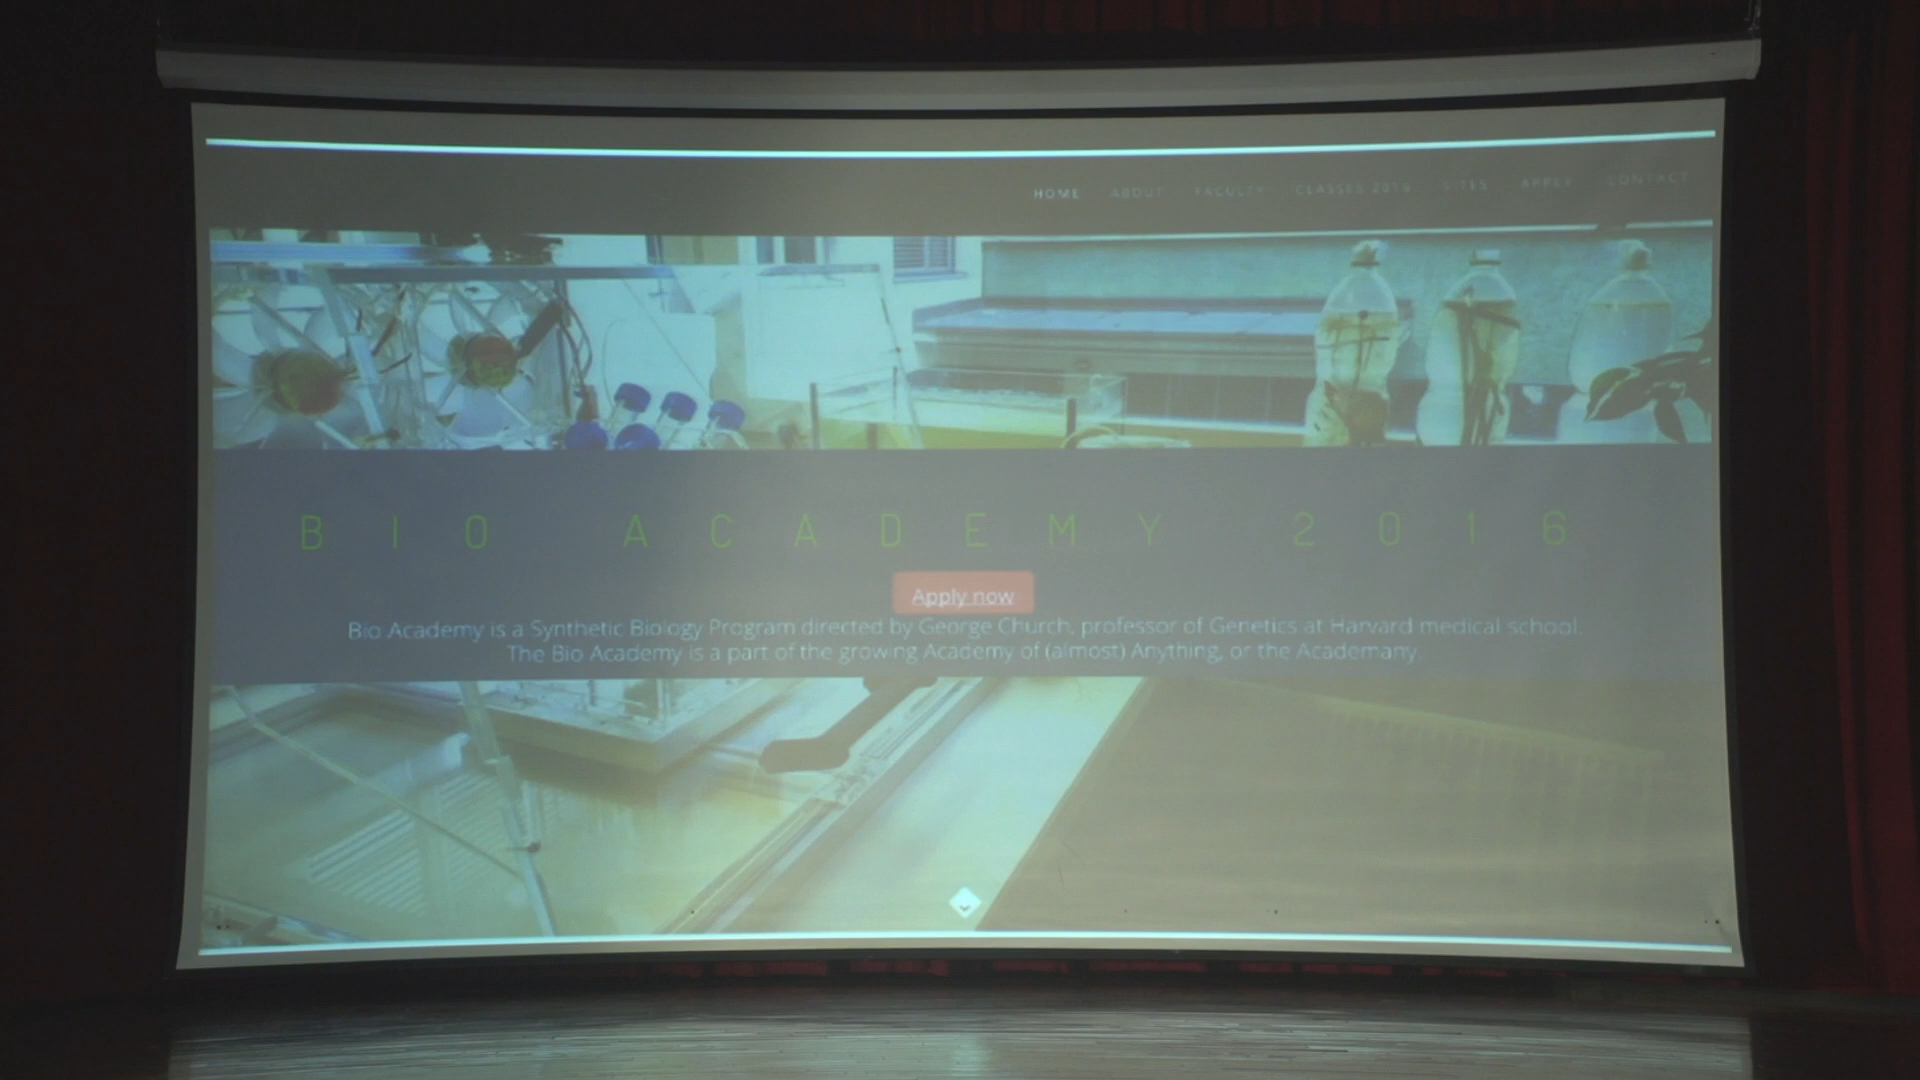 HOME ABOUT FACULTY CLASSES 2016 SITES APPLY CONTACT
BIO ACADEMY 2016
Apply now
Bio Academy is a Synthetic Biology Program directed by George Church, professor of Genetics at Harvard medical school.
The Bio Academy is a part of the growing Academy of (almost) Anything, or the Academany.